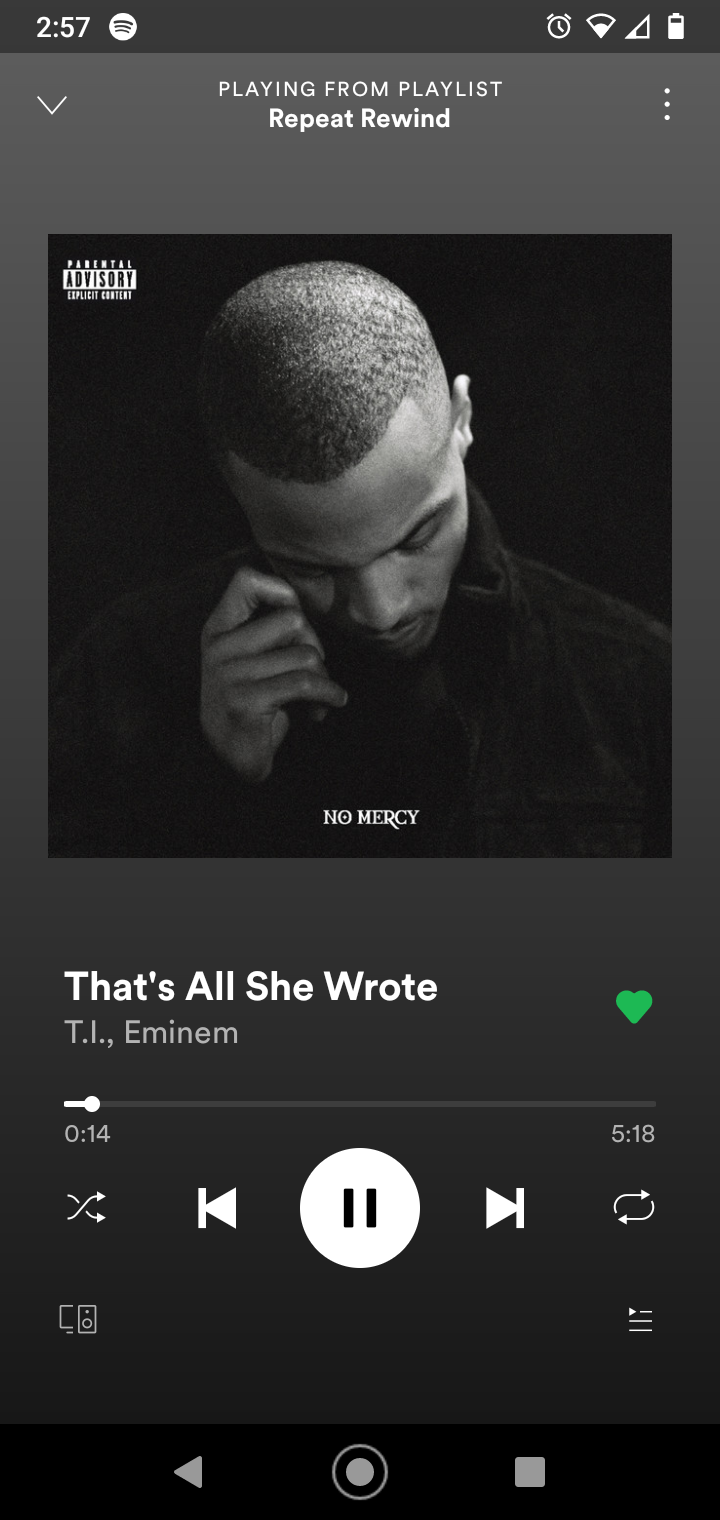 2:57
PLAYING FROM PLAYLIST
Repeat Rewind
PARENTAL
ADVISORY
EXPLICIT CONTENT
NO MERCY
That's All She Wrote
T.I., Eminem
0:14
5:18